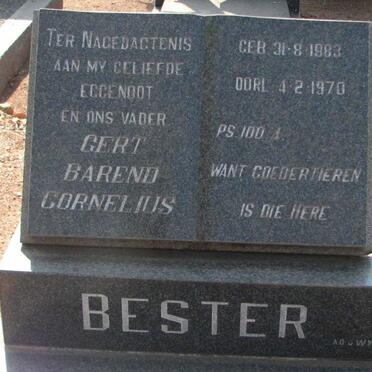 TER NAGEDAGTENIS
AAN MY GELIEFDE
EGGENOOT
EN ONS VADER
GERT
BAREND
CORNELIUS
GEB 31-8-1883
OORL 4-2-1970
PS 100
WANT GOEDERTIEREN
IS DIE HERE
BESTER